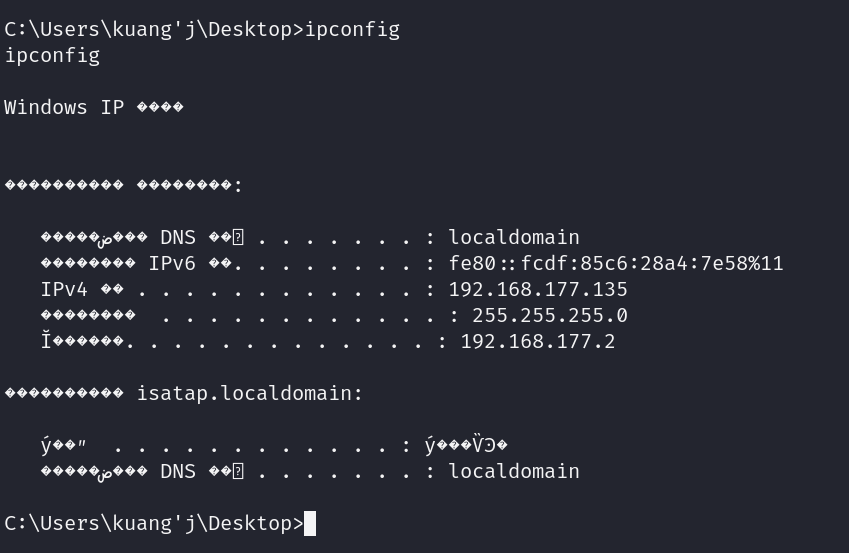 C:\Users\kuang'j\Desktop>ipconfig
ipconfig
Windows IP ����
���������� ��������:
�����ض��� DNS ��� . . . . . . . : localdomain
�������� IPv6 ��. . . . . . . . : fe80::fcdf:85c6:28a4:7e58%11
IPv4 �� . . . . . . . . . . . . : 192.168.177.135
��������  . . . . . . . . . . . . : 255.255.255.0
Ĭ������. . . . . . . . . . . . . : 192.168.177.2
���������� isatap.localdomain:
ý��״  . . . . . . . . . . . . : ý���ѶϿ�
�����ض��� DNS ��� . . . . . . . : localdomain
C:\Users\kuang'j\Desktop>